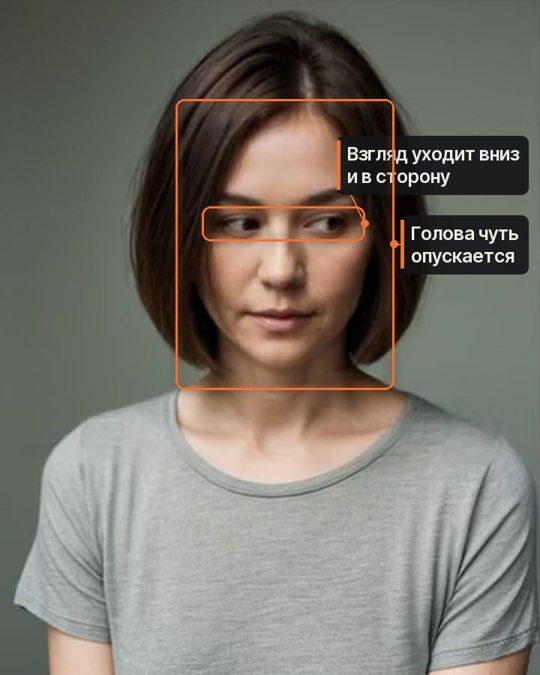 Взгляд уходит вниз
и в сторону
Голова чуть
опускается